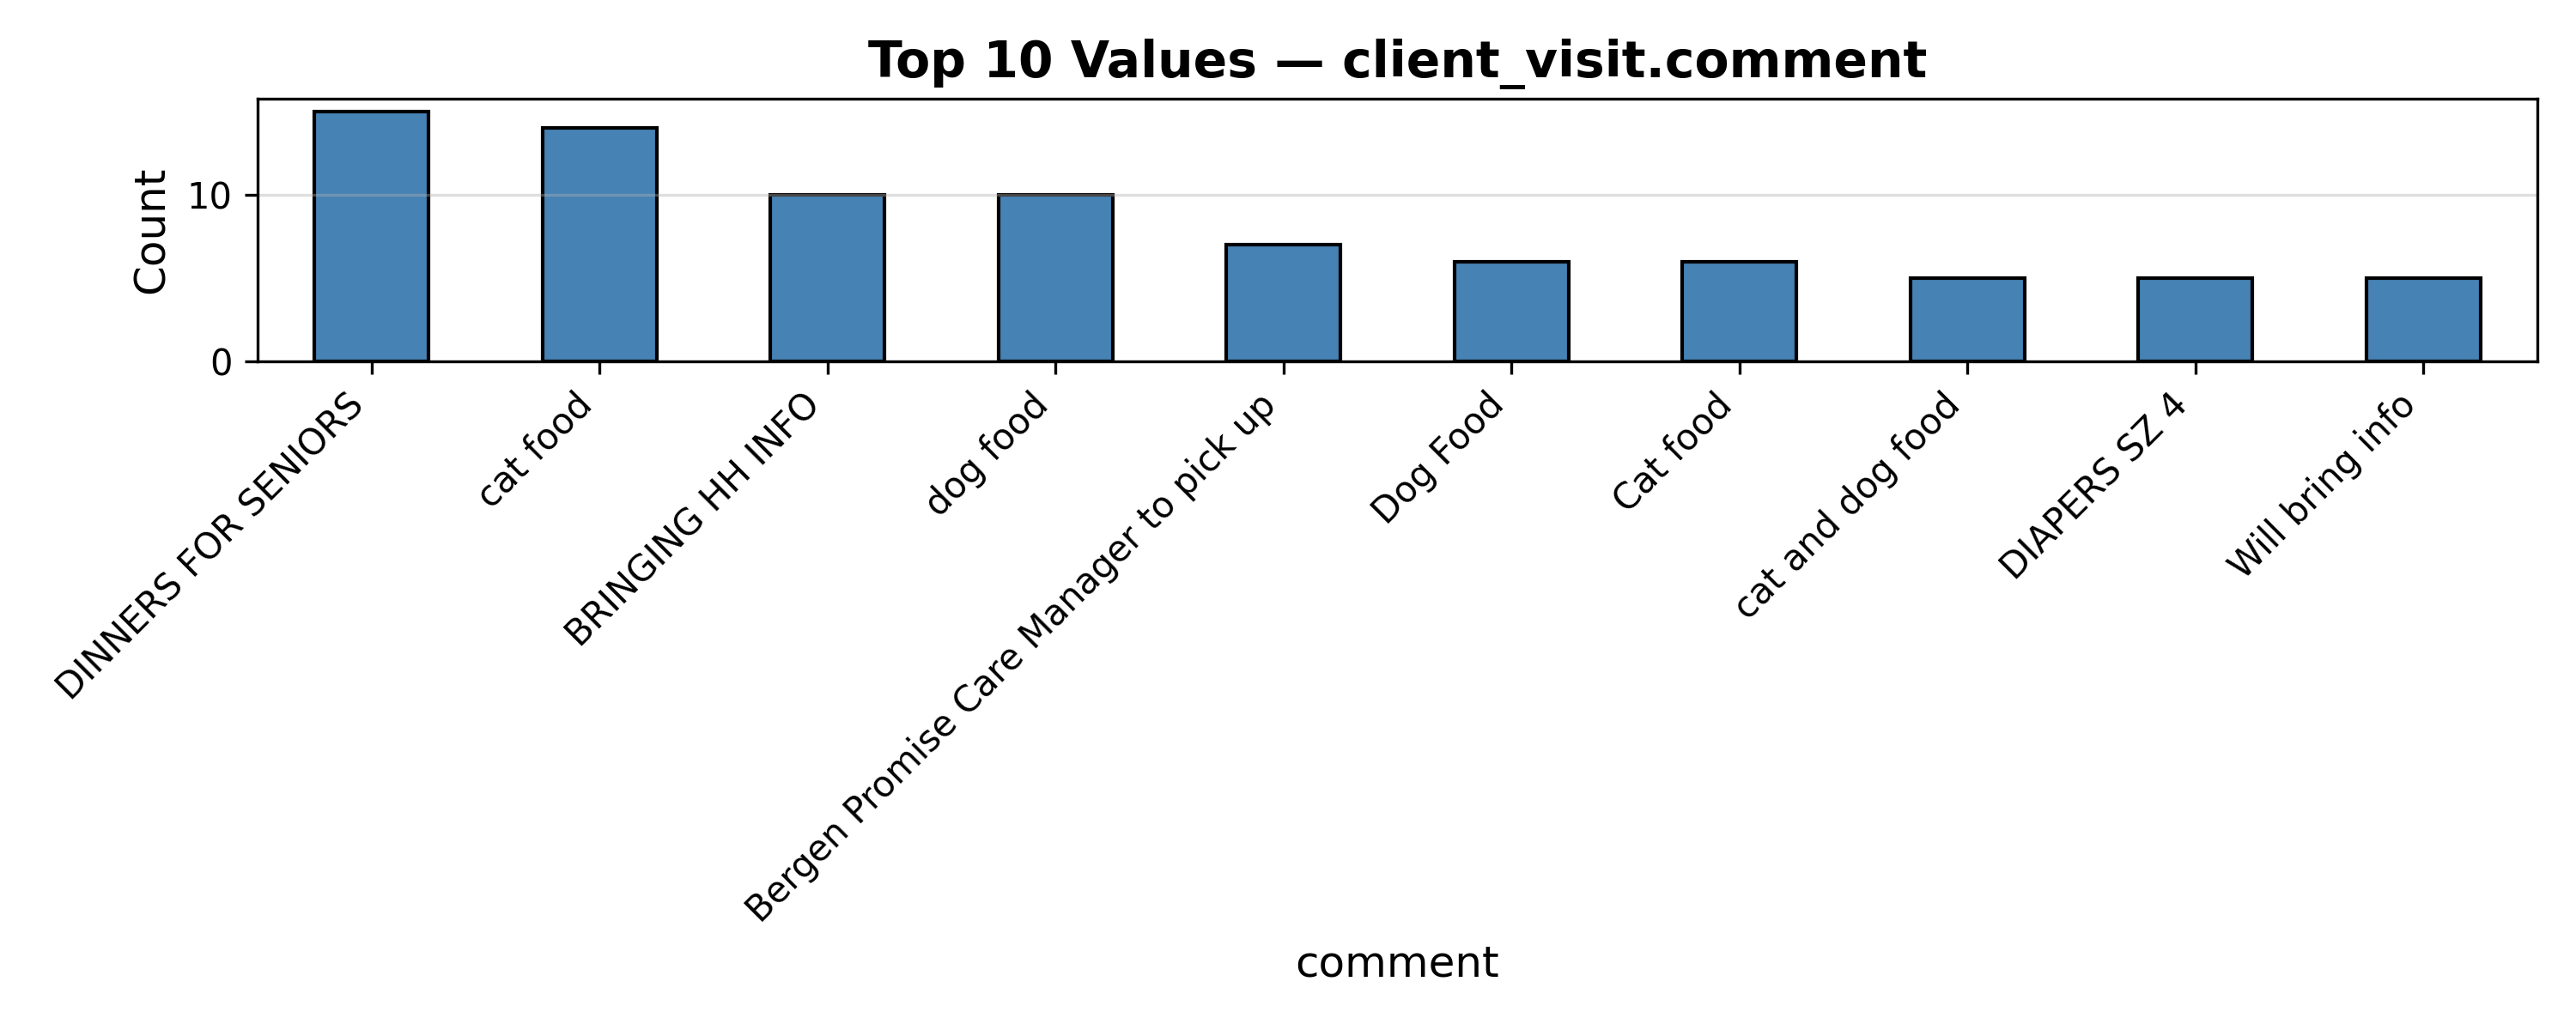 Top 10 Values — client_visit.comment
Count
10
0
DINNERS FOR SENIORS
cat food
BRINGING HH INFO
dog food
Bergen Promise Care Manager to pick up
Dog Food
Cat food
cat and dog food
DIAPERS SZ 4
Will bring info
comment